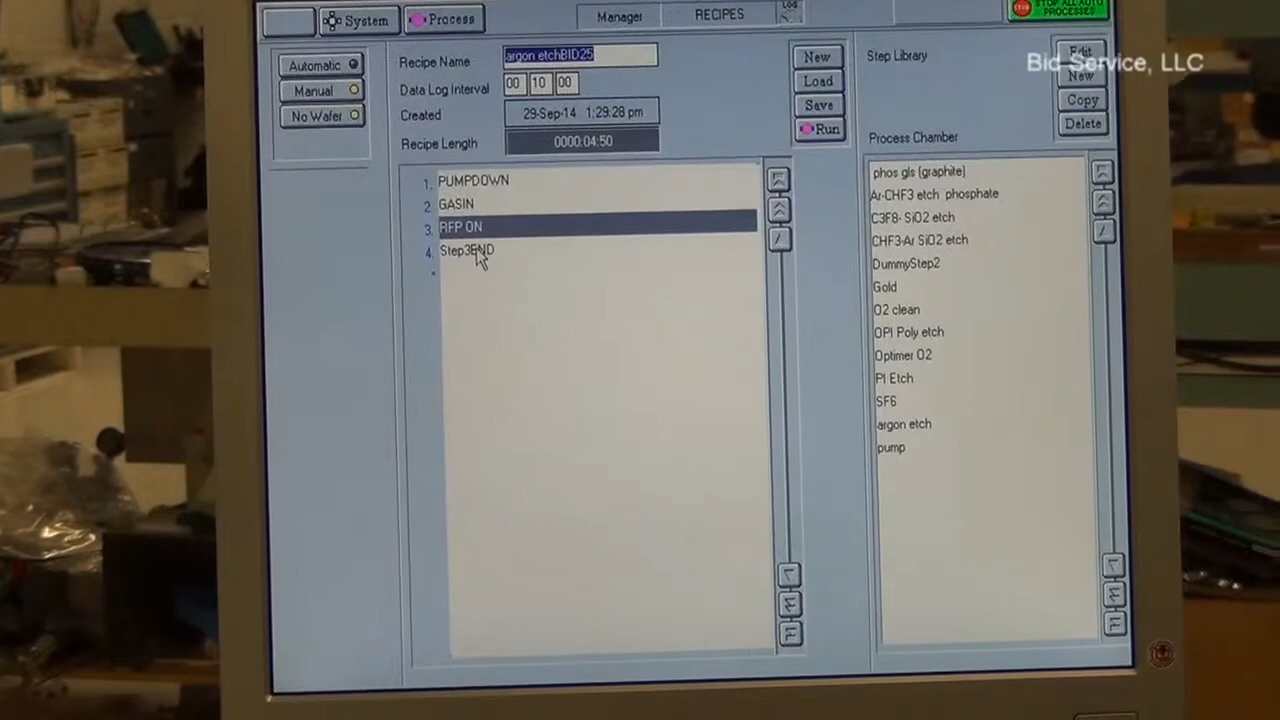 System
Process
Manager
RECIPES
LOG
STOP
STOP ALL AUTO
PROCESSES
Automatic
Manual
No Wafer
Recipe Name
argon etchBID25
Data Log Interval
00 10 00
Created
29-Sep-14 1:29:28 pm
Recipe Length
0000:04:50
New
Load
Save
Run
Step Library
Edit
New
Copy
Delete
Bid Service, LLC
Process Chamber
1. PUMPDOWN
2. GASIN
3. RFP ON
4. Step3END
*
phos gls (graphite)
Ar-CHF3 etch phosphate
C3F8- SiO2 etch
CHF3-Ar SiO2 etch
DummyStep2
Gold
O2 clean
OPI Poly etch
Optimer O2
PI Etch
SF6
argon etch
pump